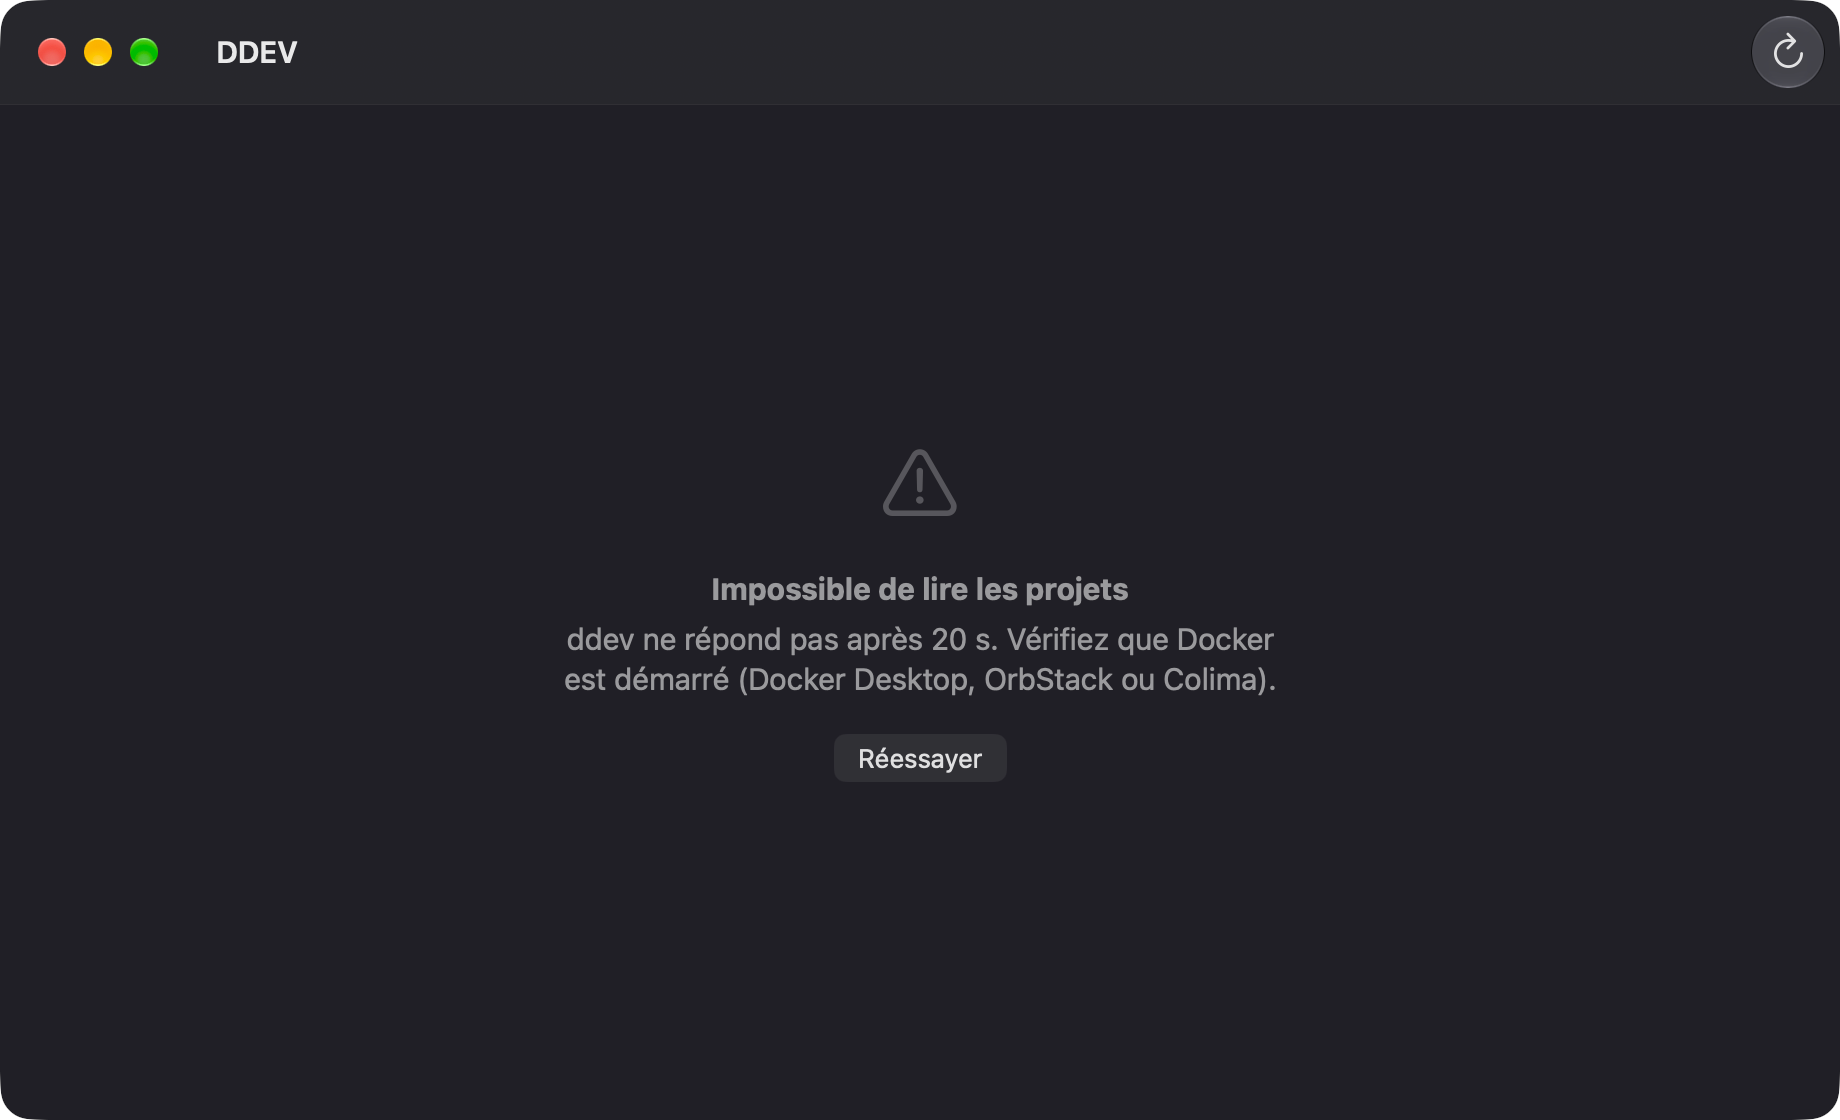 DDEV
Impossible de lire les projets
ddev ne répond pas après 20 s. Vérifiez que Docker
est démarré (Docker Desktop, OrbStack ou Colima).
Réessayer